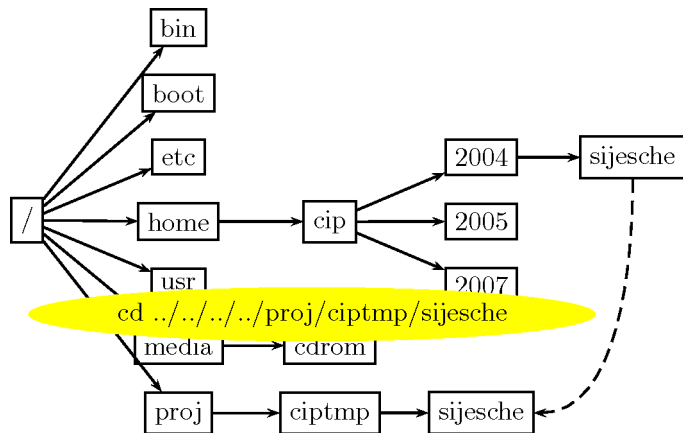 bin
boot
etc
2004 sijesche
/ home cip 2005
usr 2007
cd ../../../../proj/ciptmp/sijesche
media cdrom
proj ciptmp sijesche